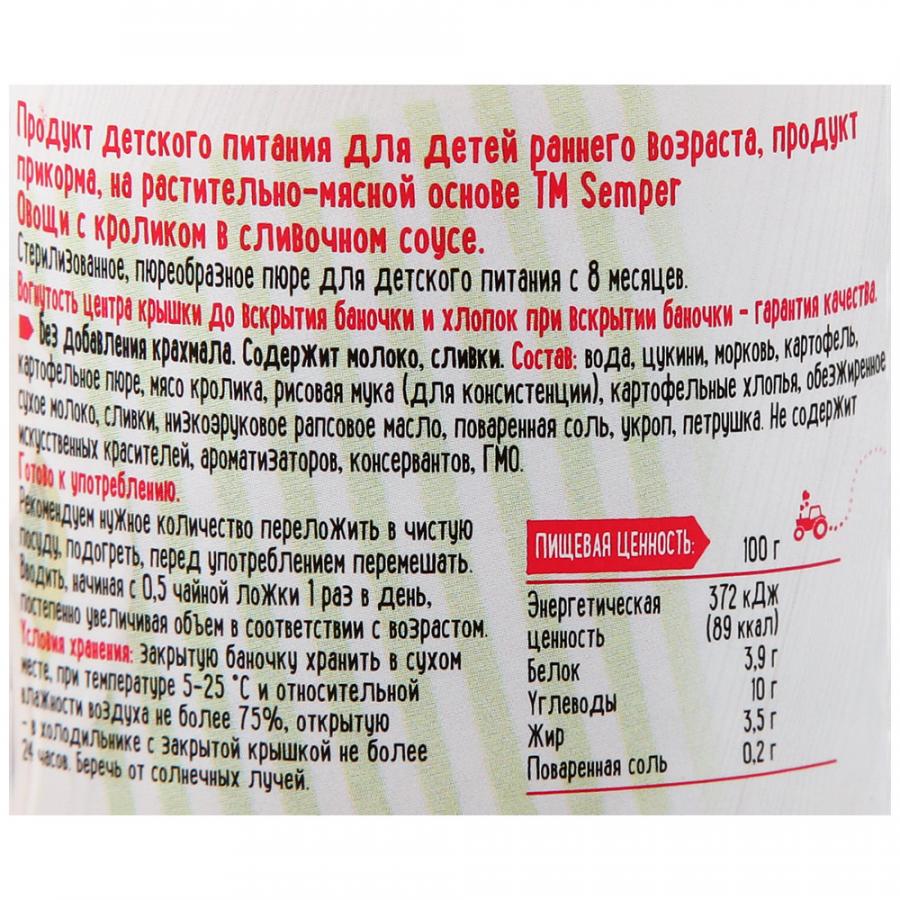 Продукт детского питания для детей раннего возраста, продукт
прикорма, на растительно-мясной основе ТМ Semper
Овощи с кроликом в сливочном соусе.
Стерилизованное, пюреобразное пюре для детского питания с 8 месяцев.
Вогнутость центра крышки до вскрытия баночки и хлопок при вскрытии баночки - гарантия качества.
Без добавления крахмала. Содержит молоко, сливки. Состав: вода, цукини, морковь, картофель,
картофельное пюре, мясо кролика, рисовая мука (для консистенции), картофельные хлопья, обезжиренное
сухое молоко, сливки, низкоэруковое рапсовое масло, поваренная соль, укроп, петрушка. Не содержит
искусственных красителей, ароматизаторов, консервантов, ГМО.
Готово к употреблению.
Рекомендуем нужное количество переложить в чистую
посуду, подогреть, перед употреблением перемешать.
Вводить, начиная с 0,5 чайной ложки 1 раз в день,
постепенно увеличивая объем в соответствии с возрастом.
Условия хранения: Закрытую баночку хранить в сухом
месте, при температуре 5-25 °С и относительной
влажности воздуха не более 75%, открытую
- в холодильнике с закрытой крышкой не более
24 часов. Беречь от солнечных лучей.
ПИЩЕВАЯ ЦЕННОСТЬ: 100 г
Энергетическая 372 кДж
ценность (89 ккал)
Белок 3,9 г
Углеводы 10 г
Жир 3,5 г
Поваренная соль 0,2 г